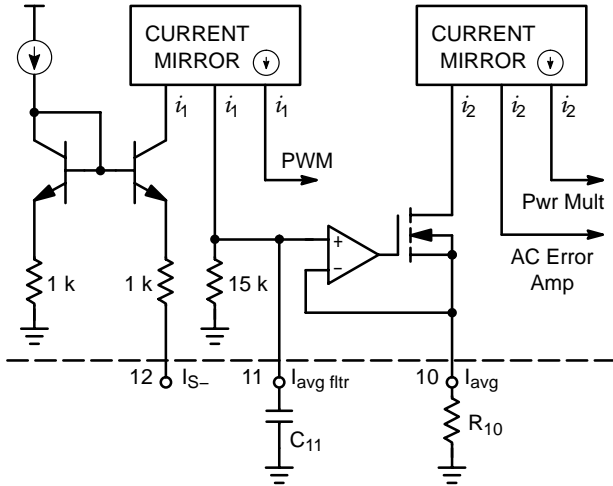 CURRENT
MIRROR
CURRENT
MIRROR
i1
i1
i1
i2
i2
i2
PWM
Pwr Mult
AC Error
Amp
+
−
1 k
1 k
15 k
12
IS−
11
Iavg fltr
10
Iavg
C11
R10